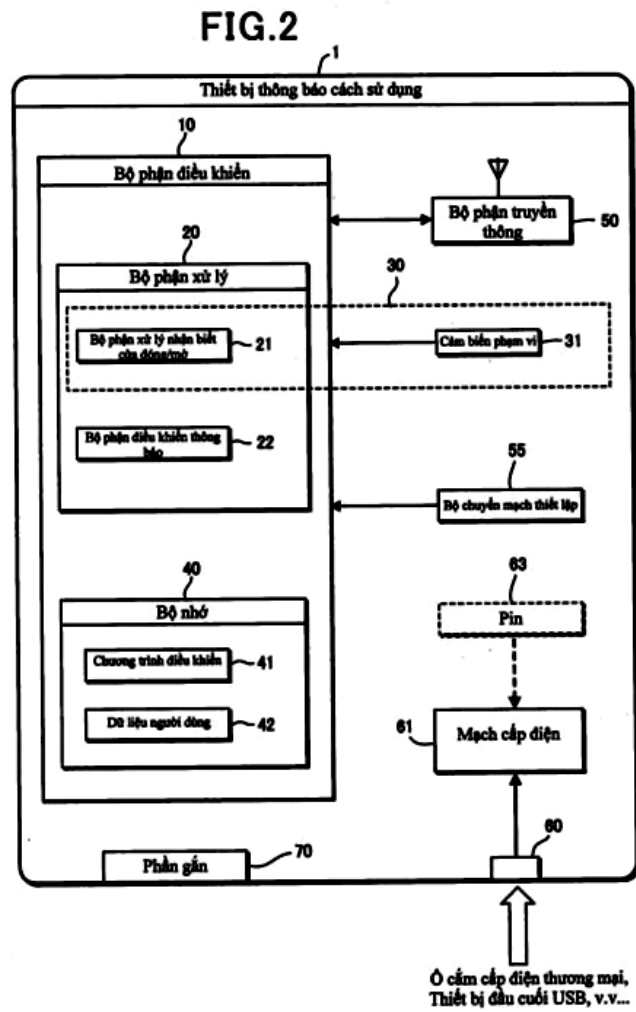 FIG.2
1
Thiết bị thông báo cách sử dụng
10
Bộ phận điều khiển
Bộ phận truyền
thông
50
20
Bộ phận xử lý
30
Bộ phận xử lý nhận biết
cửa đóng/mở
21
Cảm biến phạm vi
31
Bộ phận điều khiển thông
báo
22
55
Bộ chuyển mạch thiết lập
40
Bộ nhớ
63
Pin
Chương trình điều khiển
41
Dữ liệu người dùng
42
61
Mạch cấp điện
Phần gắn
70
60
Ổ cắm cấp điện thương mại,
Thiết bị đầu cuối USB, v.v...